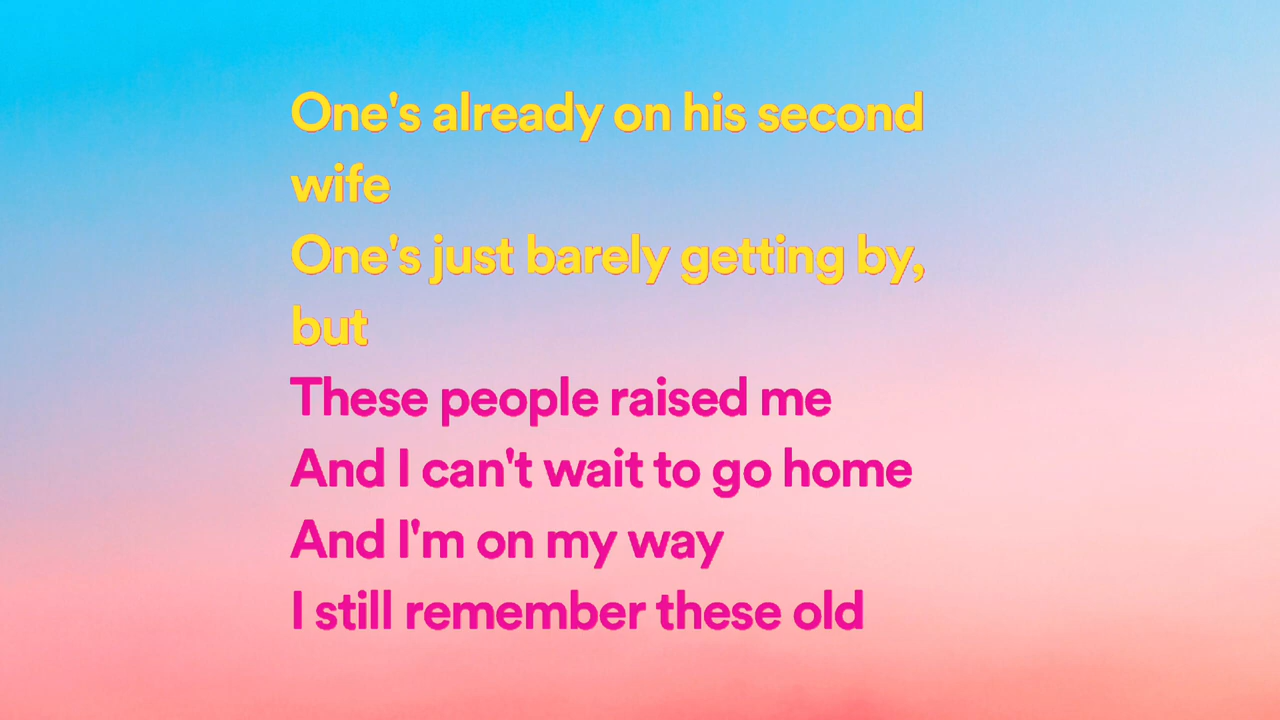 One's already on his second
wife
One's just barely getting by,
but
These people raised me
And I can't wait to go home
And I'm on my way
I still remember these old